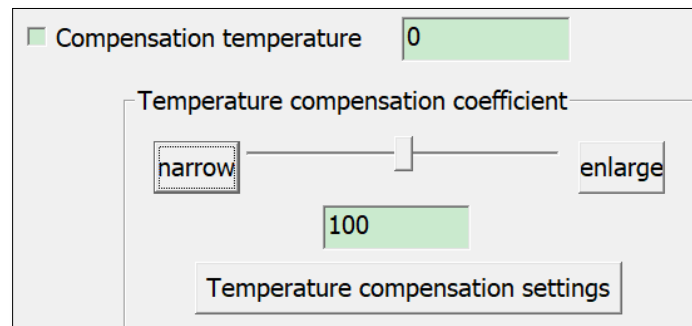 Compensation temperature 0
Temperature compensation coefficient
narrow enlarge
100
Temperature compensation settings